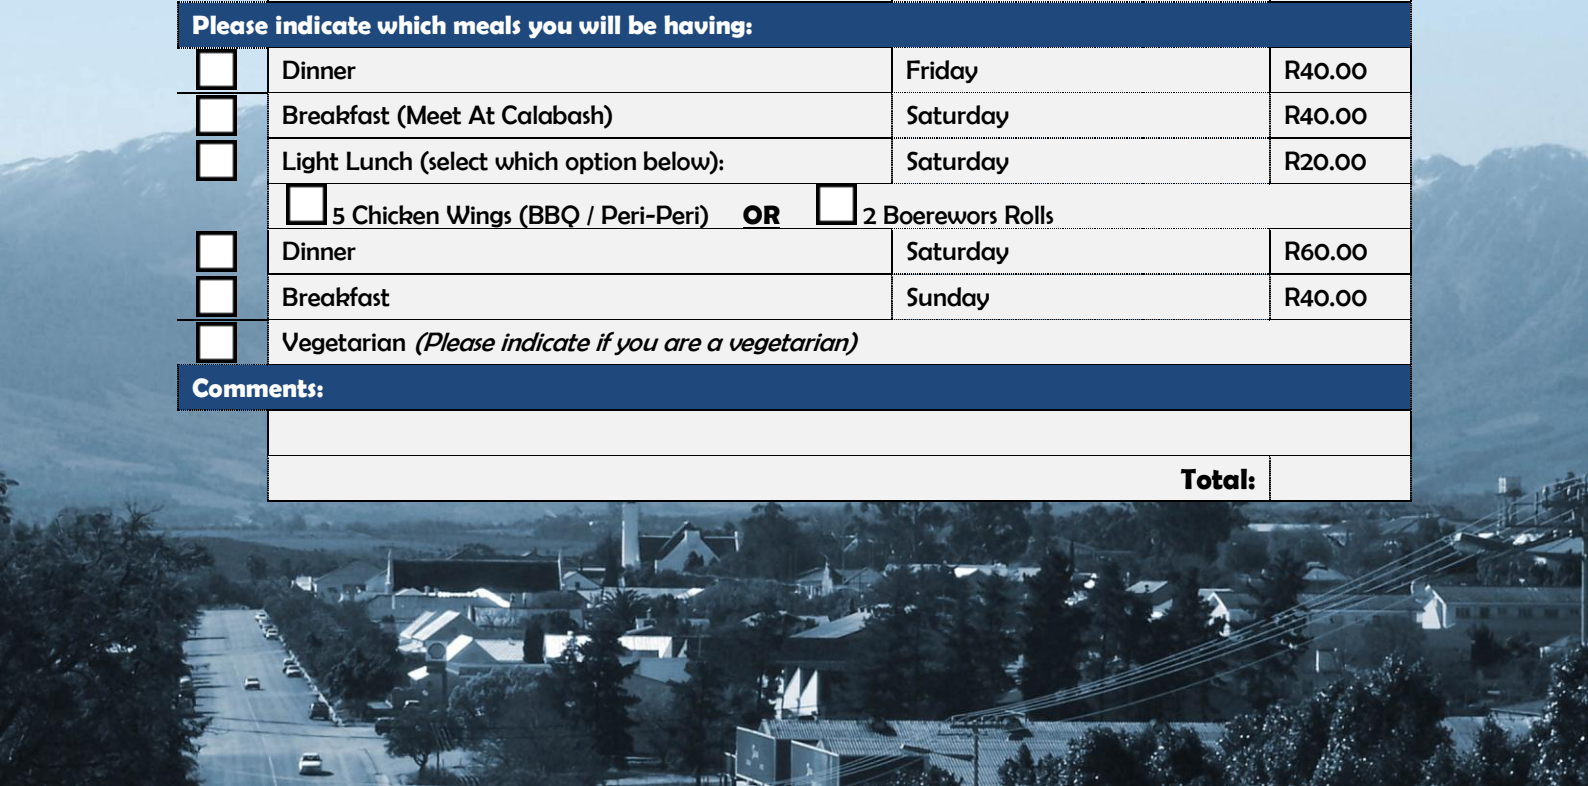 Please indicate which meals you will be having:
Dinner Friday R40.00
Breakfast (Meet At Calabash) Saturday R40.00
Light Lunch (select which option below): Saturday R20.00
5 Chicken Wings (BBQ / Peri-Peri) OR 2 Boerewors Rolls
Dinner Saturday R60.00
Breakfast Sunday R40.00
Vegetarian (Please indicate if you are a vegetarian)
Comments:
Total: